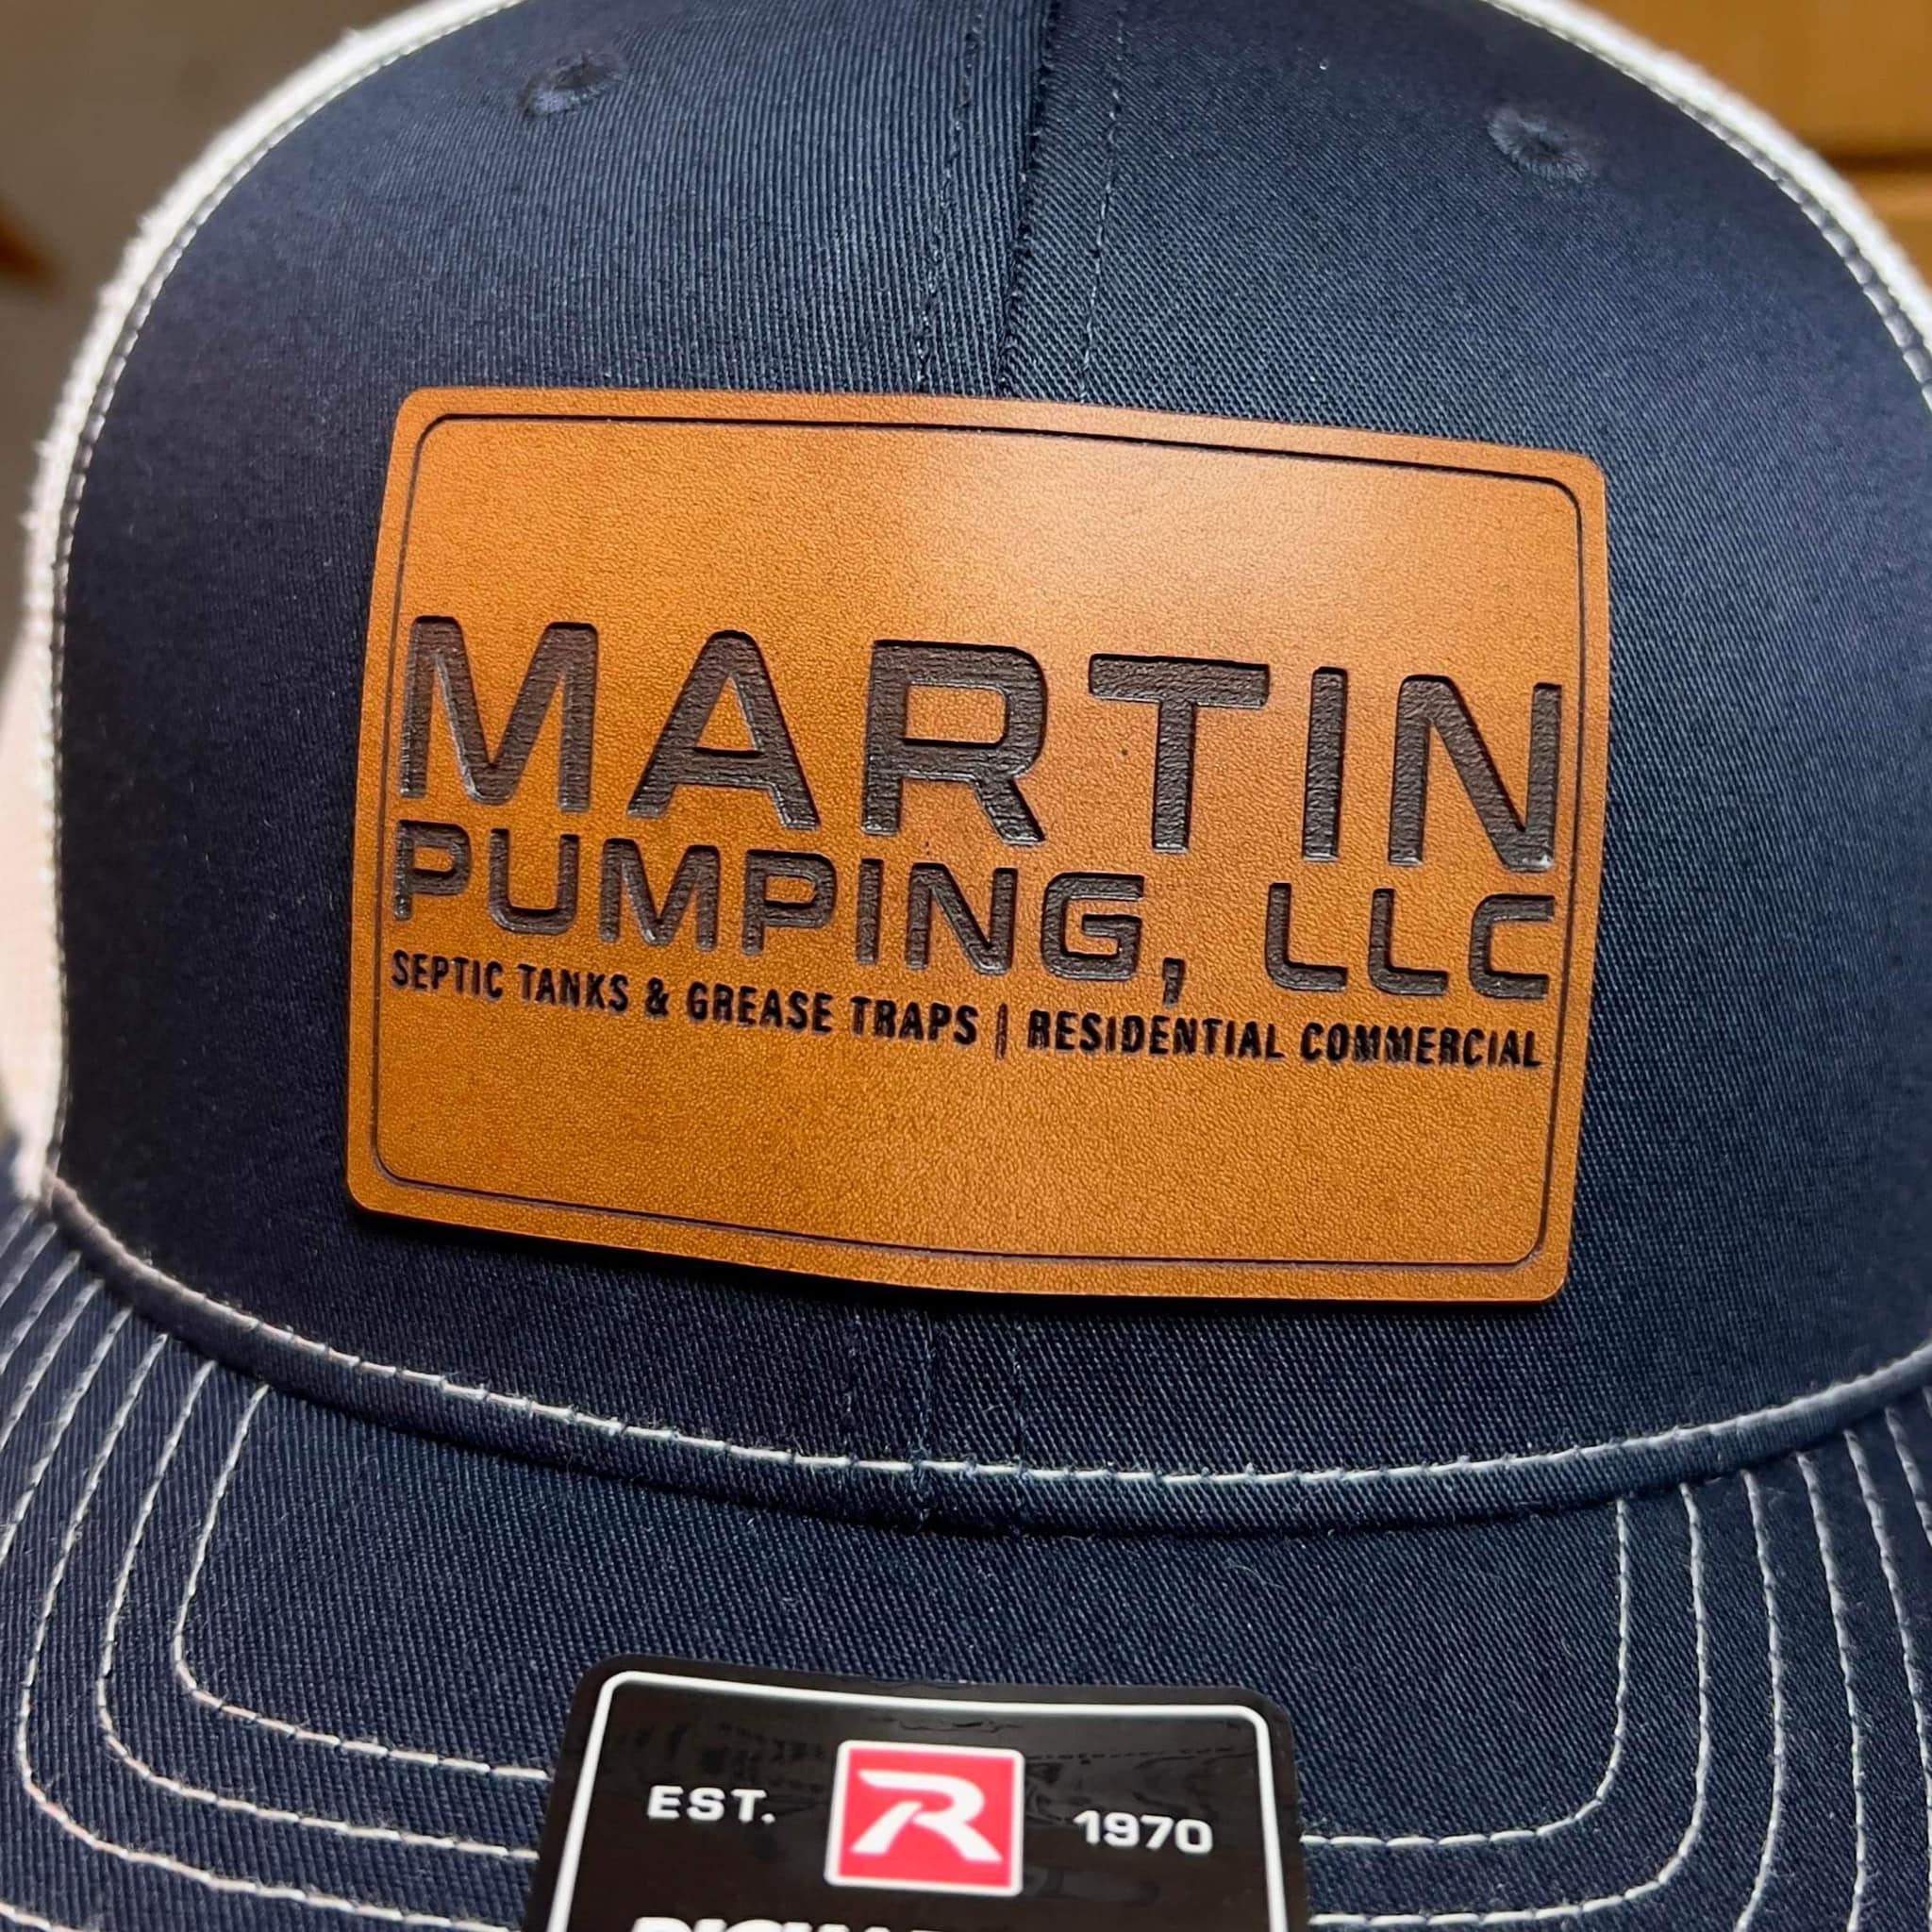 MARTIN
PUMPING, LLC
SEPTIC TANKS & GREASE TRAPS | RESIDENTIAL COMMERCIAL
EST. R 1970